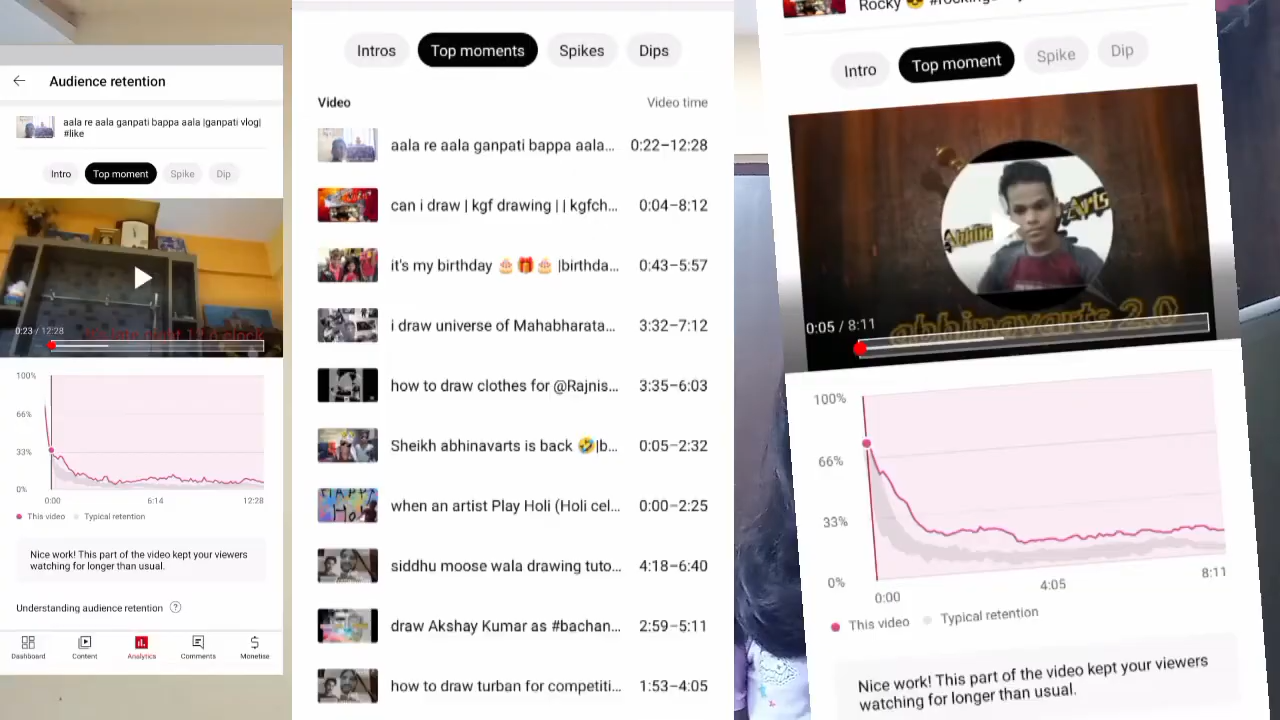 Audience retention
aala re aala ganpati bappa aala |ganpati vlog|
#like
Intro
Top moment
Spike
Dip
0:23 / 12:28
100%
66%
33%
0%
0:00
6:14
12:28
This video
Typical retention
Nice work! This part of the video kept your viewers
watching for longer than usual.
Understanding audience retention
Dashboard
Content
Analytics
Comments
Monetise
Intros
Top moments
Spikes
Dips
Video
Video time
aala re aala ganpati bappa aala... 0:22–12:28
can i draw | kgf drawing | | kgfch... 0:04–8:12
it's my birthday 🎂🎁🎂 |birthda... 0:43–5:57
i draw universe of Mahabharata... 3:32–7:12
how to draw clothes for @Rajnis... 3:35–6:03
Sheikh abhinavarts is back 🤣|b... 0:05–2:32
when an artist Play Holi (Holi cel... 0:00–2:25
siddhu moose wala drawing tuto... 4:18–6:40
draw Akshay Kumar as #bachan... 2:59–5:11
how to draw turban for competiti... 1:53–4:05
Rocky 😎
Intro
Top moment
Spike
Dip
Arts
abhinavarts 2.0
0:05 / 8:11
100%
66%
33%
0%
0:00
4:05
8:11
This video
Typical retention
Nice work! This part of the video kept your viewers
watching for longer than usual.